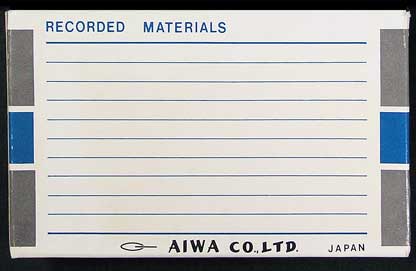 RECORDED MATERIALS
AIWA CO.,LTD. JAPAN